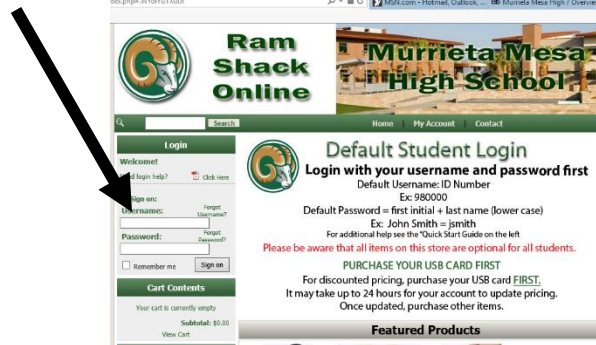 MSN.com - Hotmail, Outlook, ...
Murrieta Mesa High / Overview
Ram
Shack
Online
Murrieta Mesa
High School
Search
Home
My Account
Contact
Login
Welcome!
login help?
Click Here
Sign on:
Username:
Forgot
Username?
Password:
Forgot
Password?
Remember me
Sign on
Cart Contents
Your cart is currently empty
Subtotal: $0.00
View Cart
Default Student Login
Login with your username and password first
Default Username: ID Number
Ex: 980000
Default Password = first initial + last name (lower case)
Ex: John Smith = jsmith
For additional help see the "Quick Start Guide on the left
Please be aware that all items on this store are optional for all students.
PURCHASE YOUR USB CARD FIRST
For discounted pricing, purchase your USB card FIRST.
It may take up to 24 hours for your account to update pricing.
Once updated, purchase other items.
Featured Products